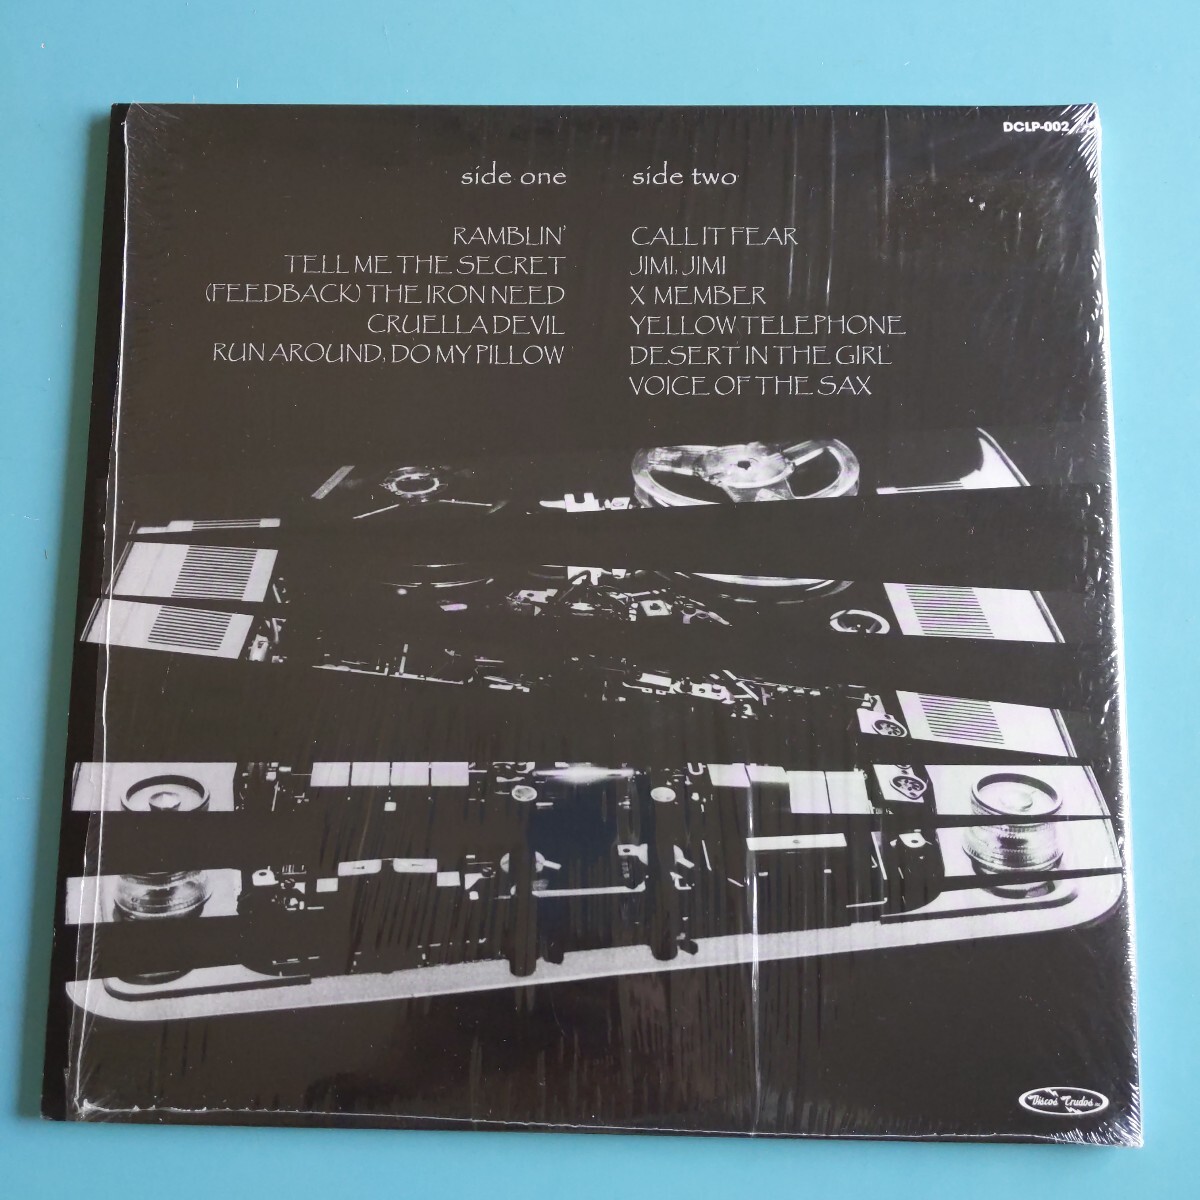 DCLP-002
side one
RAMBLIN'
TELL ME THE SECRET
(FEEDBACK) THE IRON NEED
CRUELLA DEVIL
RUN AROUND, DO MY PILLOW
side two
CALL IT FEAR
JIMI, JIMI
X MEMBER
YELLOW TELEPHONE
DESERT IN THE GIRL
VOICE OF THE SAX
Discos Crudos